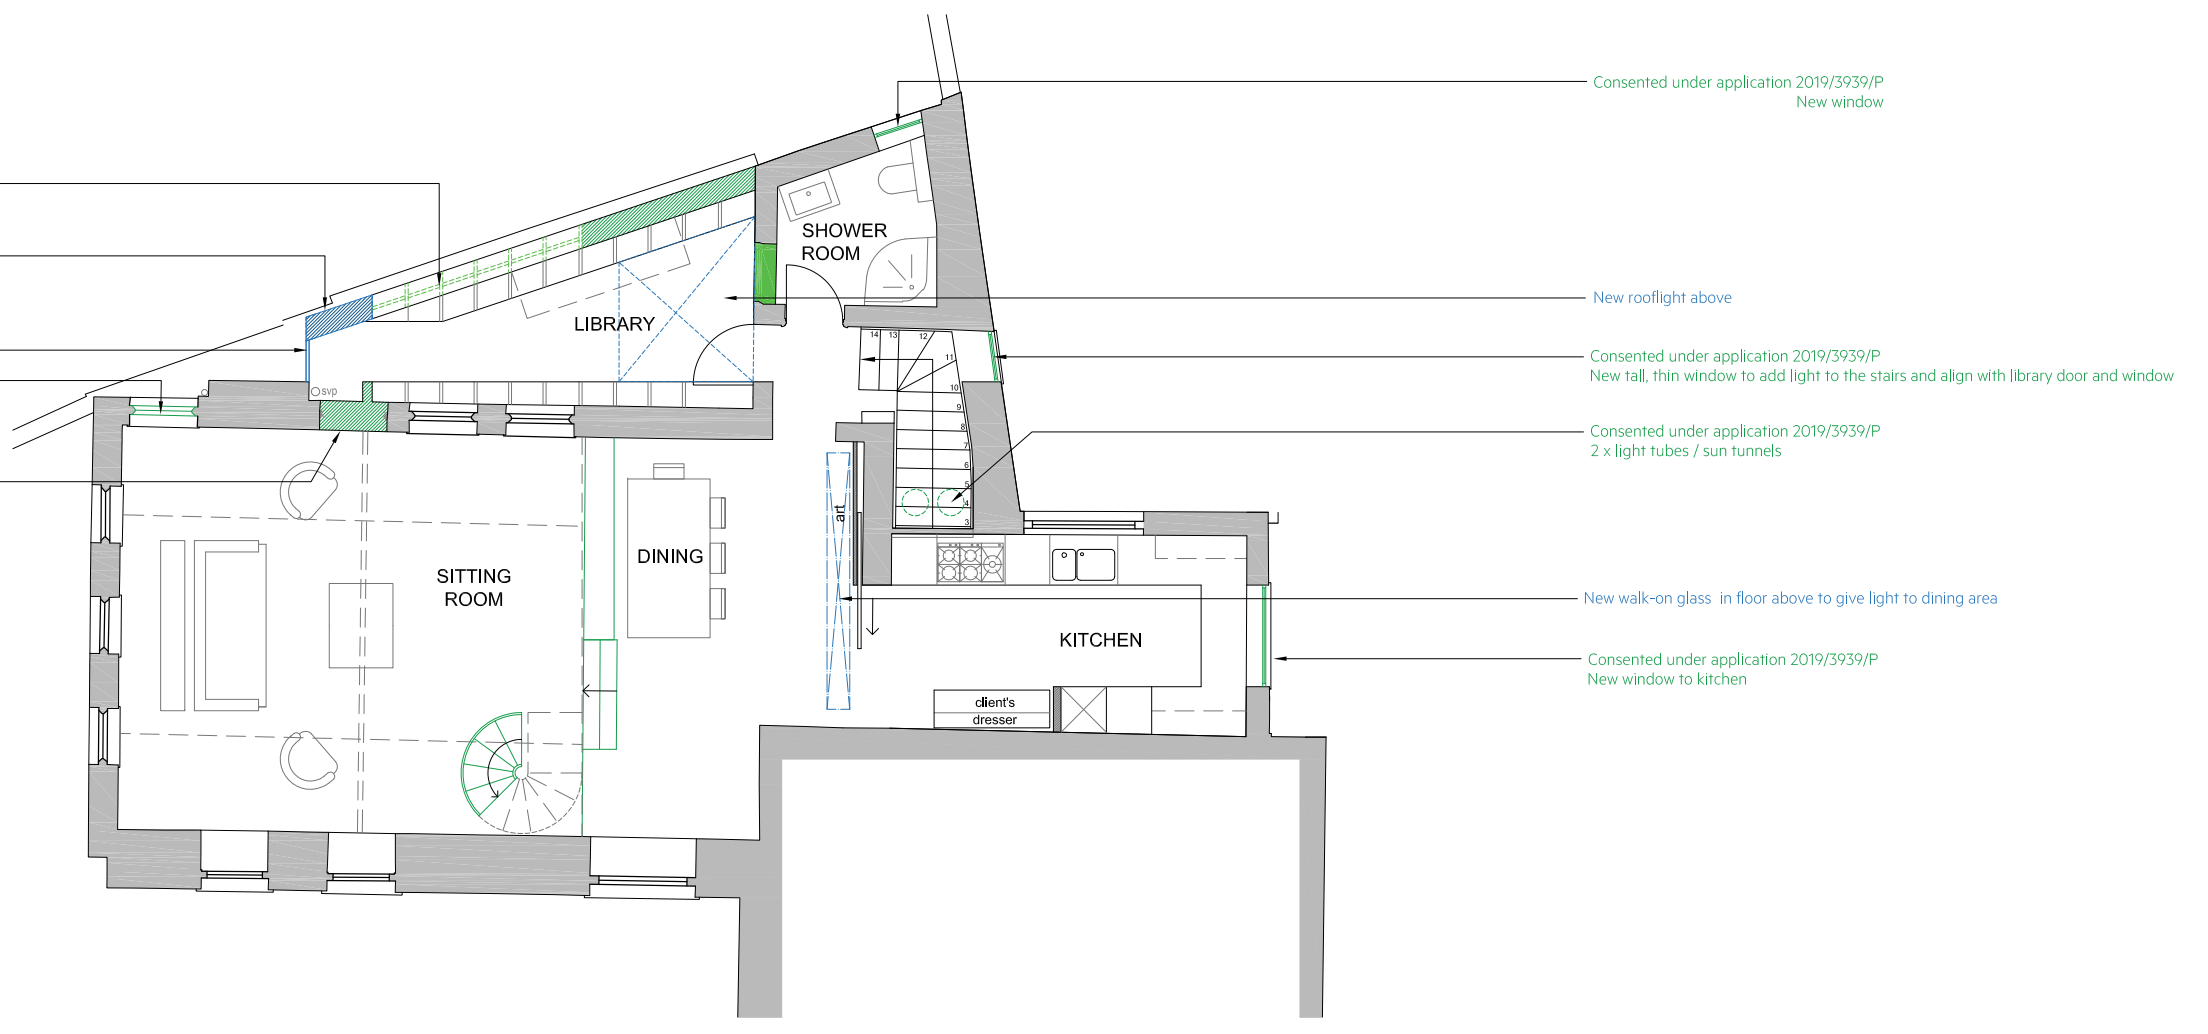 Consented under application 2019/3939/P
New window
SHOWER
ROOM
New rooflight above
LIBRARY
14
13
12
11
10
9
8
7
6
5
4
3
Consented under application 2019/3939/P
New tall, thin window to add light to the stairs and align with library door and window
svp
Consented under application 2019/3939/P
2 x light tubes / sun tunnels
art
DINING
SITTING
ROOM
New walk-on glass in floor above to give light to dining area
KITCHEN
Consented under application 2019/3939/P
New window to kitchen
client's
dresser